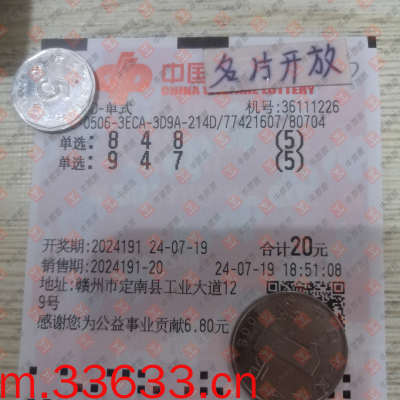 中国
名片开放
CHINA LOTTERY
D-单式
机号:36111226
0506-3ECA-3D9A-214D/77421607/80704
单选: 8 4 8 (5)
单选: 9 4 7 (5)
开奖期:2024191 24-07-19 合计20元
销售期:2024191-20 24-07-19 18:51:08
地址:赣州市定南县工业大道12
9号
感谢您为公益事业贡献6.80元
m.33633.cn